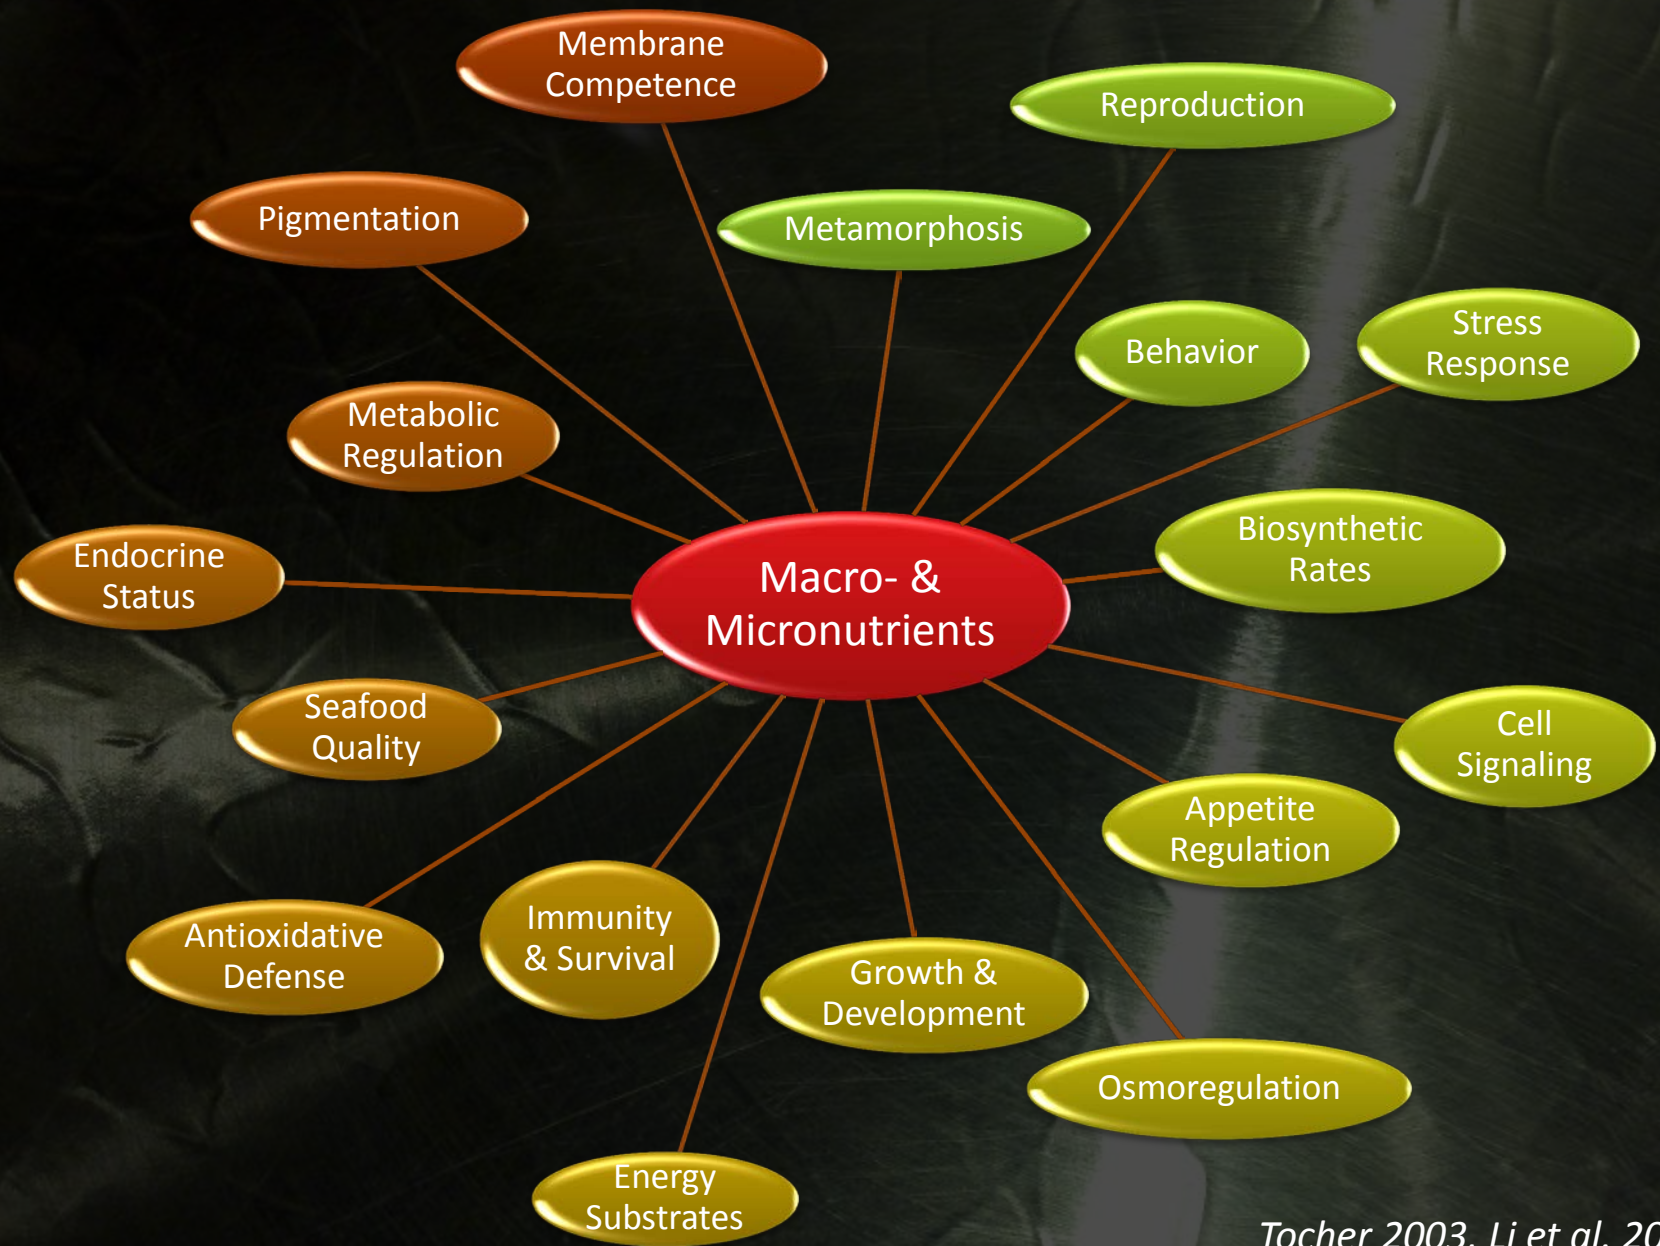 Membrane
Competence
Reproduction
Pigmentation
Metamorphosis
Behavior
Stress
Response
Metabolic
Regulation
Biosynthetic
Rates
Endocrine
Status
Macro- &
Micronutrients
Seafood
Quality
Cell
Signaling
Appetite
Regulation
Antioxidative
Defense
Immunity
& Survival
Growth &
Development
Osmoregulation
Energy
Substrates
Tocher 2003, Li et al. 20